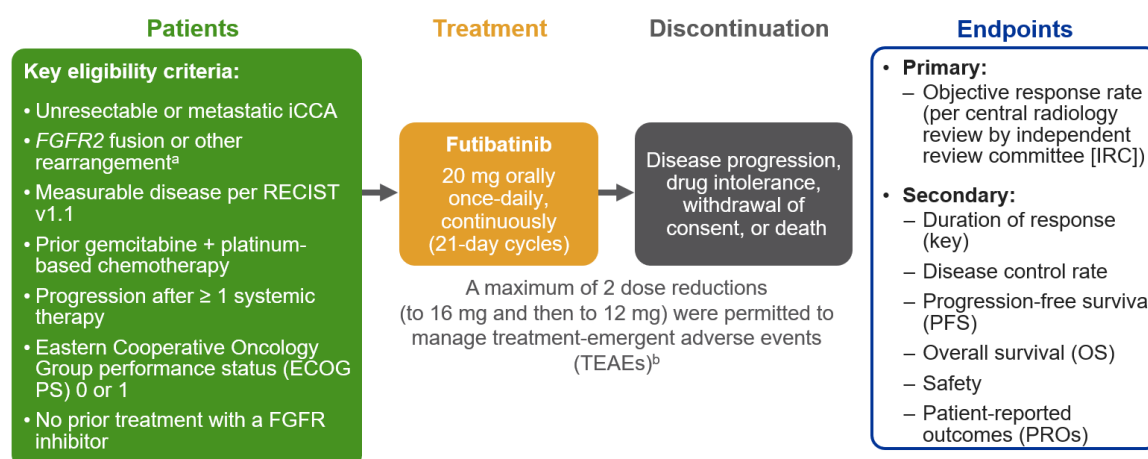 Patients
Key eligibility criteria:
• Unresectable or metastatic iCCA
• FGFR2 fusion or other
rearrangementᵃ
• Measurable disease per RECIST
v1.1
• Prior gemcitabine + platinum-
based chemotherapy
• Progression after ≥ 1 systemic
therapy
• Eastern Cooperative Oncology
Group performance status (ECOG
PS) 0 or 1
• No prior treatment with a FGFR
inhibitor
Treatment
Futibatinib
20 mg orally
once-daily,
continuously
(21-day cycles)
Discontinuation
Disease progression,
drug intolerance,
withdrawal of
consent, or death
A maximum of 2 dose reductions
(to 16 mg and then to 12 mg) were permitted to
manage treatment-emergent adverse events
(TEAEs)ᵇ
Endpoints
• Primary:
– Objective response rate
(per central radiology
review by independent
review committee [IRC])
• Secondary:
– Duration of response
(key)
– Disease control rate
– Progression-free surviva
(PFS)
– Overall survival (OS)
– Safety
– Patient-reported
outcomes (PROs)